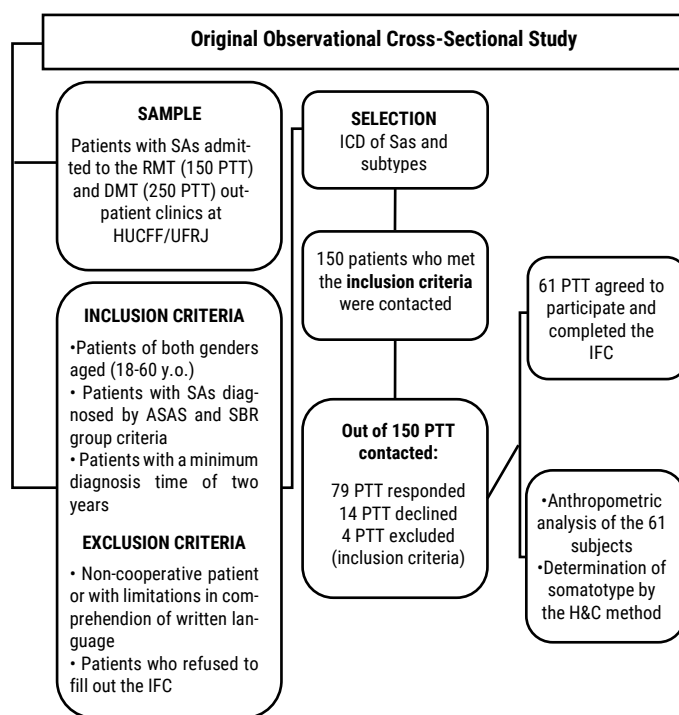 Original Observational Cross-Sectional Study
SAMPLE
Patients with SAs admit-
ted to the RMT (150 PTT)
and DMT (250 PTT) out-
patient clinics at
HUCFF/UFRJ
INCLUSION CRITERIA
•Patients of both genders
aged (18-60 y.o.)
• Patients with SAs diag-
nosed by ASAS and SBR
group criteria
• Patients with a minimum
diagnosis time of two
years
EXCLUSION CRITERIA
• Non-cooperative patient
or with limitations in com-
prehendion of written lan-
guage
• Patients who refused to
fill out the IFC
SELECTION
ICD of Sas and
subtypes
150 patients who met
the inclusion criteria
were contacted
Out of 150 PTT
contacted:
79 PTT responded
14 PTT declined
4 PTT excluded
(inclusion criteria)
61 PTT agreed to
participate and
completed the
IFC
• Anthropometric
analysis of the 61
subjects
•Determination of
somatotype by
the H&C method